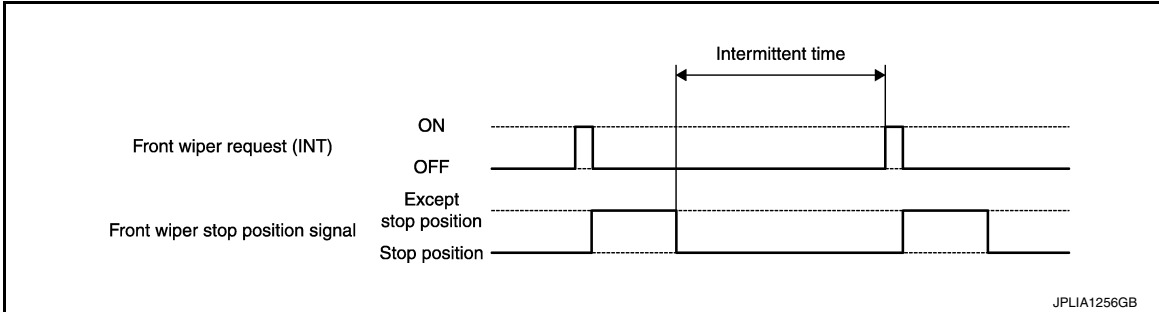 Intermittent time
ON
Front wiper request (INT)
OFF
Except
stop position
Front wiper stop position signal
Stop position
JPLIA1256GB